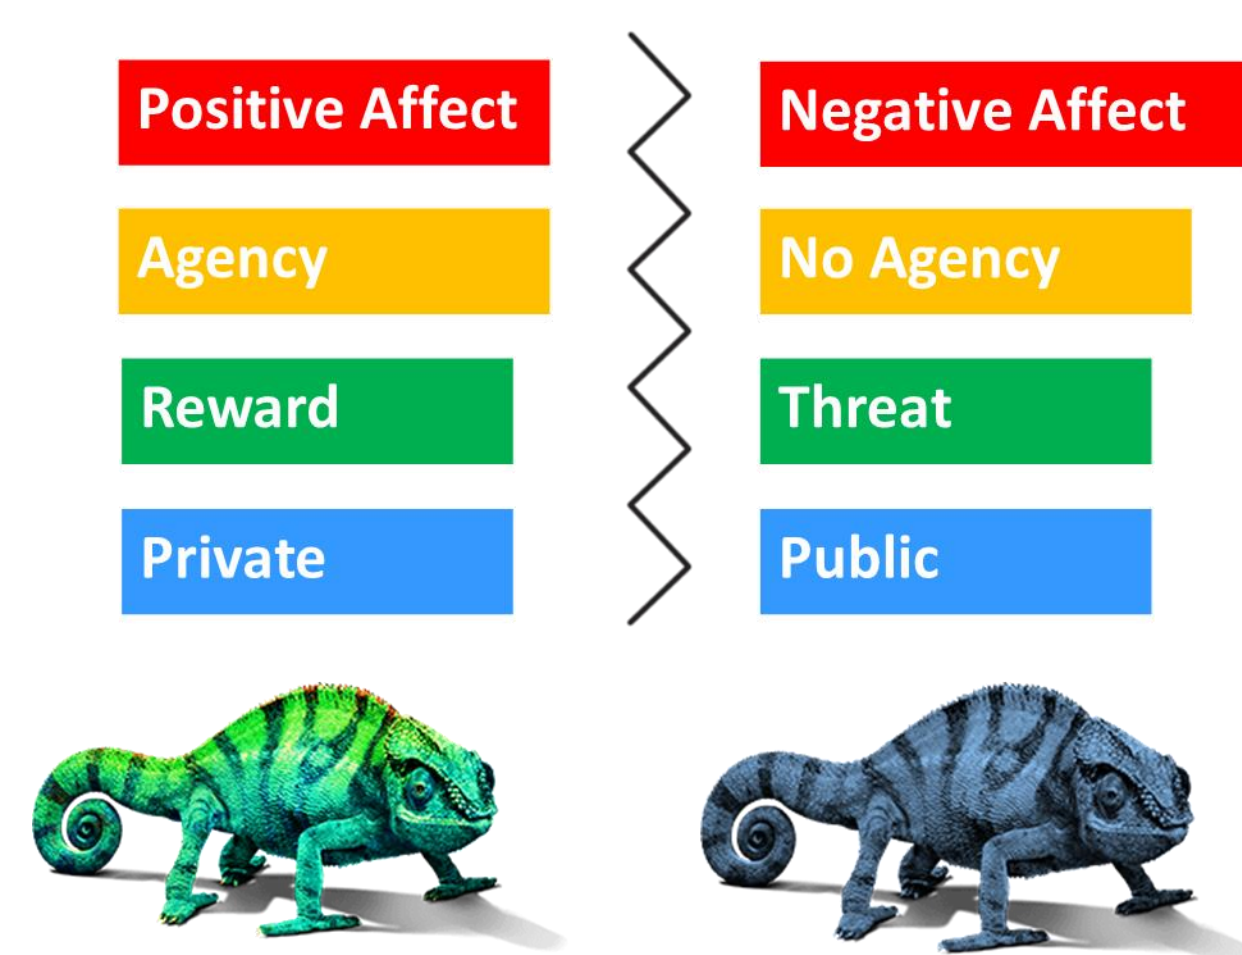 Positive Affect
Negative Affect
Agency
No Agency
Reward
Threat
Private
Public